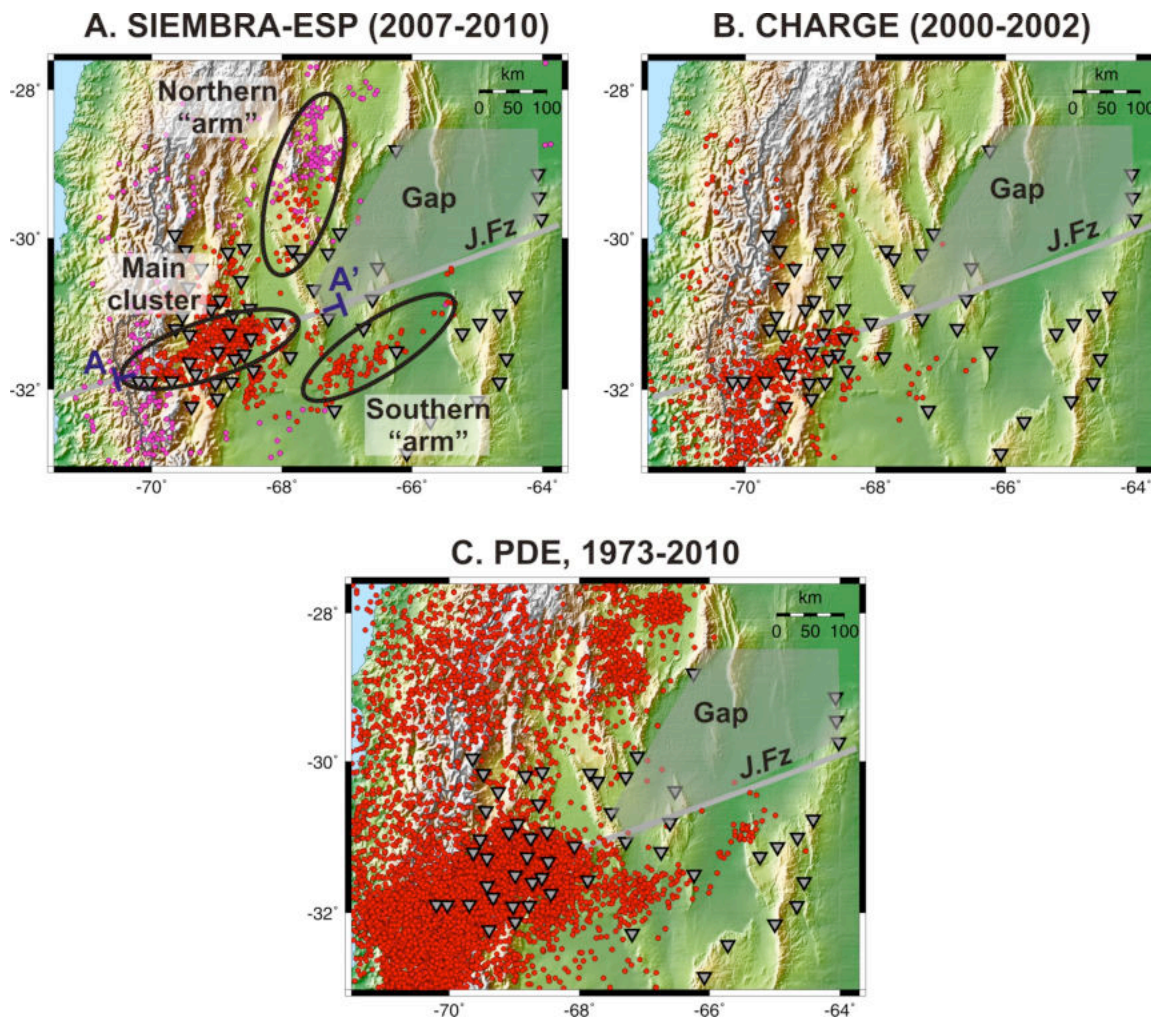 A. SIEMBRA-ESP (2007-2010)
km
0 50 100
Northern
“arm”
Gap
J.Fz
Main
cluster
A'
A
Southern
“arm”
-28˚
-30˚
-32˚
-70˚ -68˚ -66˚ -64˚
B. CHARGE (2000-2002)
km
0 50 100
Gap
J.Fz
-28˚
-30˚
-32˚
-70˚ -68˚ -66˚ -64˚
C. PDE, 1973-2010
km
0 50 100
Gap
J.Fz
-28˚
-30˚
-32˚
-70˚ -68˚ -66˚ -64˚